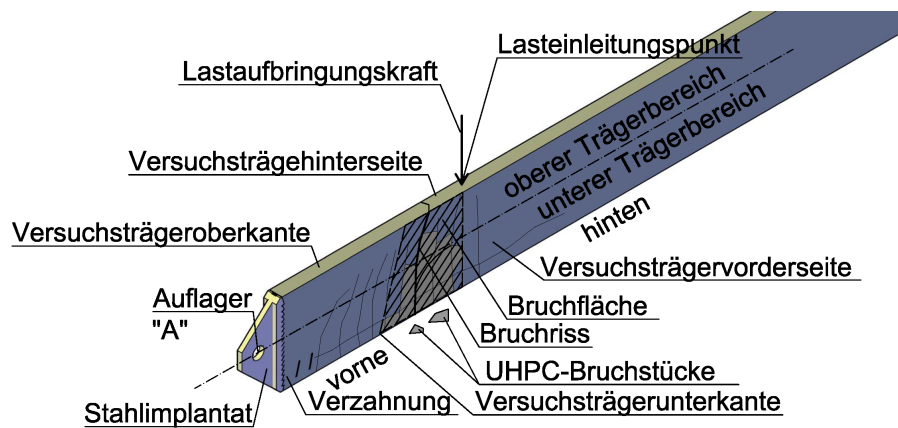 Lasteinleitungspunkt
Lastaufbringungskraft
oberer Trägerbereich
unterer Trägerbereich
Versuchsträgehinterseite
hinten
Versuchsträgeroberkante
Versuchsträgervorderseite
Auflager
"A"
Bruchfläche
Bruchriss
vorne
UHPC-Bruchstücke
Stahlimplantat
Verzahnung
Versuchsträgerunterkante